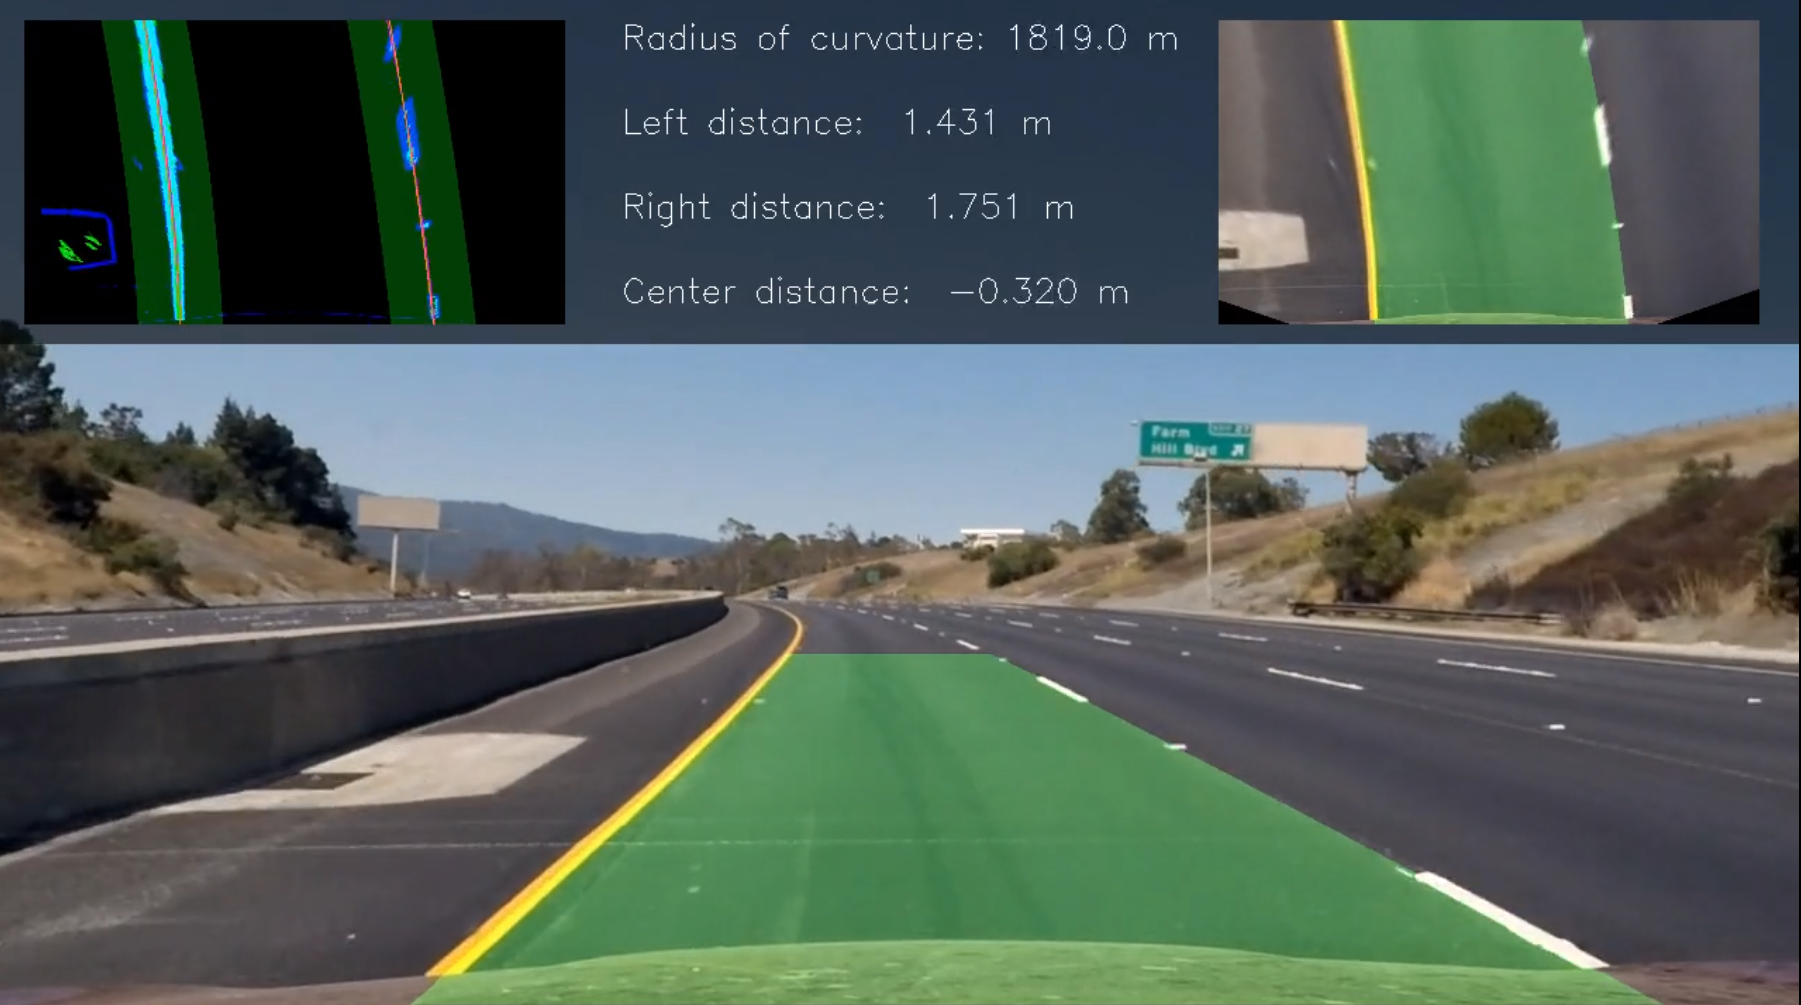 Radius of curvature: 1819.0 m
Left distance: 1.431 m
Right distance: 1.751 m
Center distance: −0.320 m
Farm
Hill Blvd